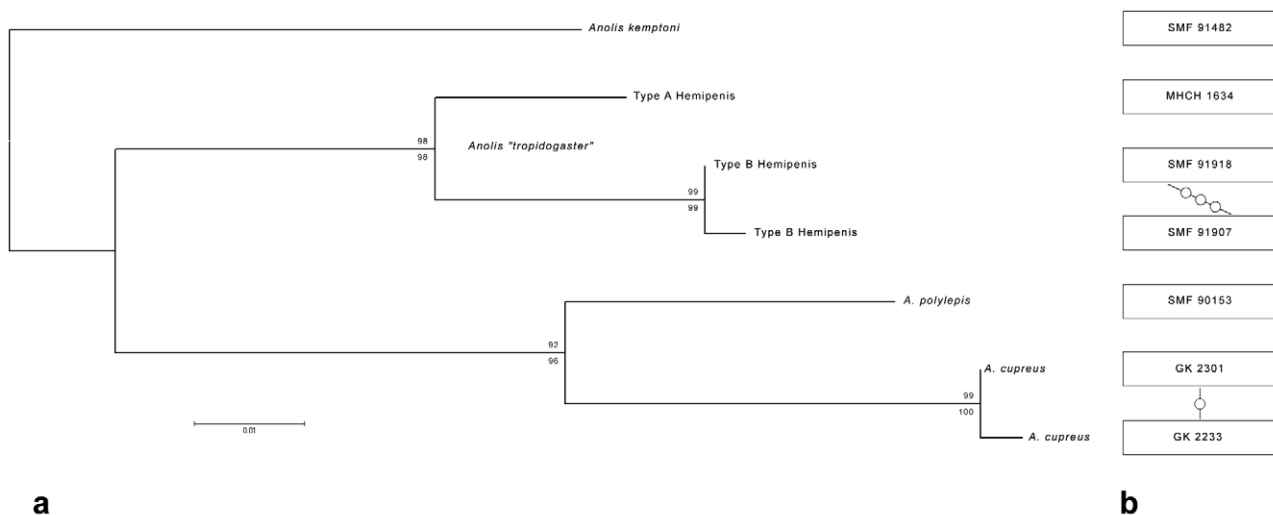 Anolis kemptoni
SMF 91482
Type A Hemipenis
MHCH 1634
98
98
Anolis "tropidogaster"
Type B Hemipenis
SMF 91918
99
99
Type B Hemipenis
SMF 91907
A. polylepis
SMF 90153
92
96
A. cupreus
GK 2301
99
100
0.01
A. cupreus
GK 2233
a
b